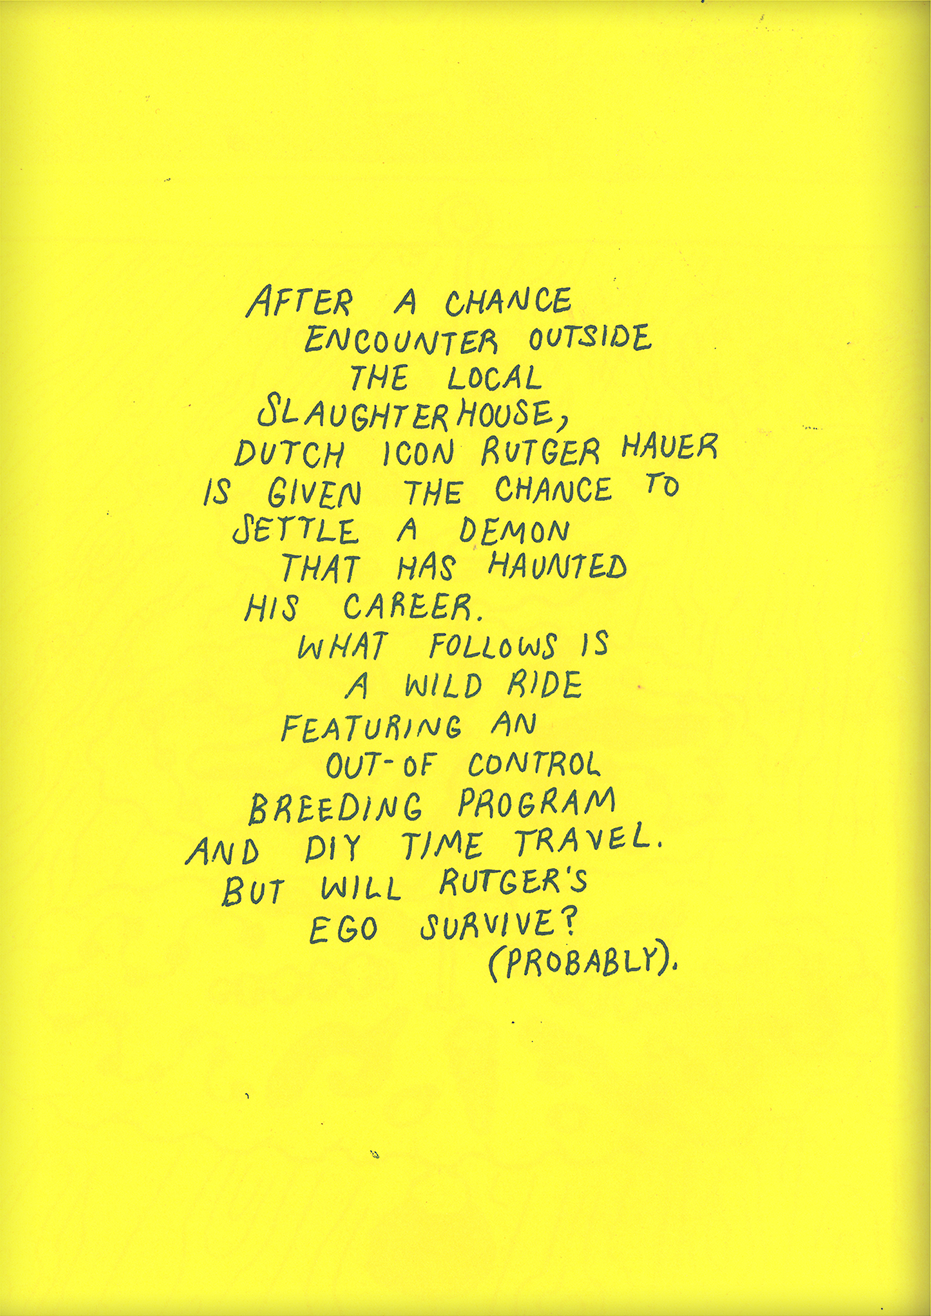 AFTER A CHANCE
ENCOUNTER OUTSIDE
THE LOCAL
SLAUGHTERHOUSE,
DUTCH ICON RUTGER HAUER
IS GIVEN THE CHANCE TO
SETTLE A DEMON
THAT HAS HAUNTED
HIS CAREER.
WHAT FOLLOWS IS
A WILD RIDE
FEATURING AN
OUT-OF CONTROL
BREEDING PROGRAM
AND DIY TIME TRAVEL.
BUT WILL RUTGER'S
EGO SURVIVE?
(PROBABLY).